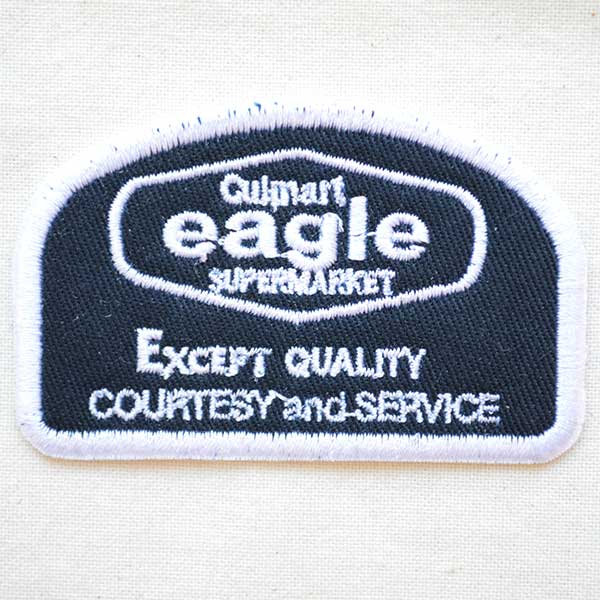 Culmart
eagle
SUPERMARKET
EXCEPT QUALITY
COURTESY and SERVICE